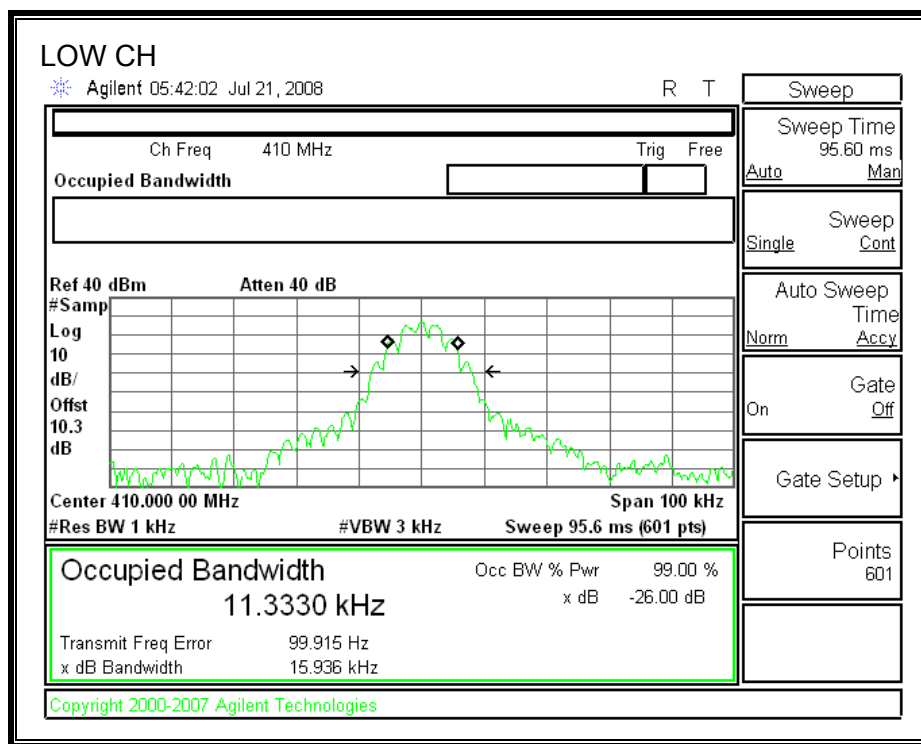 LOW CH
Agilent 05:42:02 Jul 21, 2008 R T
Ch Freq 410 MHz Trig Free
Occupied Bandwidth
Ref 40 dBm Atten 40 dB
#Samp
Log
10
dB/
Offst
10.3
dB
Center 410.000 00 MHz Span 100 kHz
#Res BW 1 kHz #VBW 3 kHz Sweep 95.6 ms (601 pts)
Occupied Bandwidth Occ BW % Pwr 99.00 %
11.3330 kHz x dB -26.00 dB
Transmit Freq Error 99.915 Hz
x dB Bandwidth 15.936 kHz
Copyright 2000-2007 Agilent Technologies
Sweep
Sweep Time
95.60 ms
Auto Man
Sweep
Single Cont
Auto Sweep
Time
Norm Accy
Gate
On Off
Gate Setup
Points
601